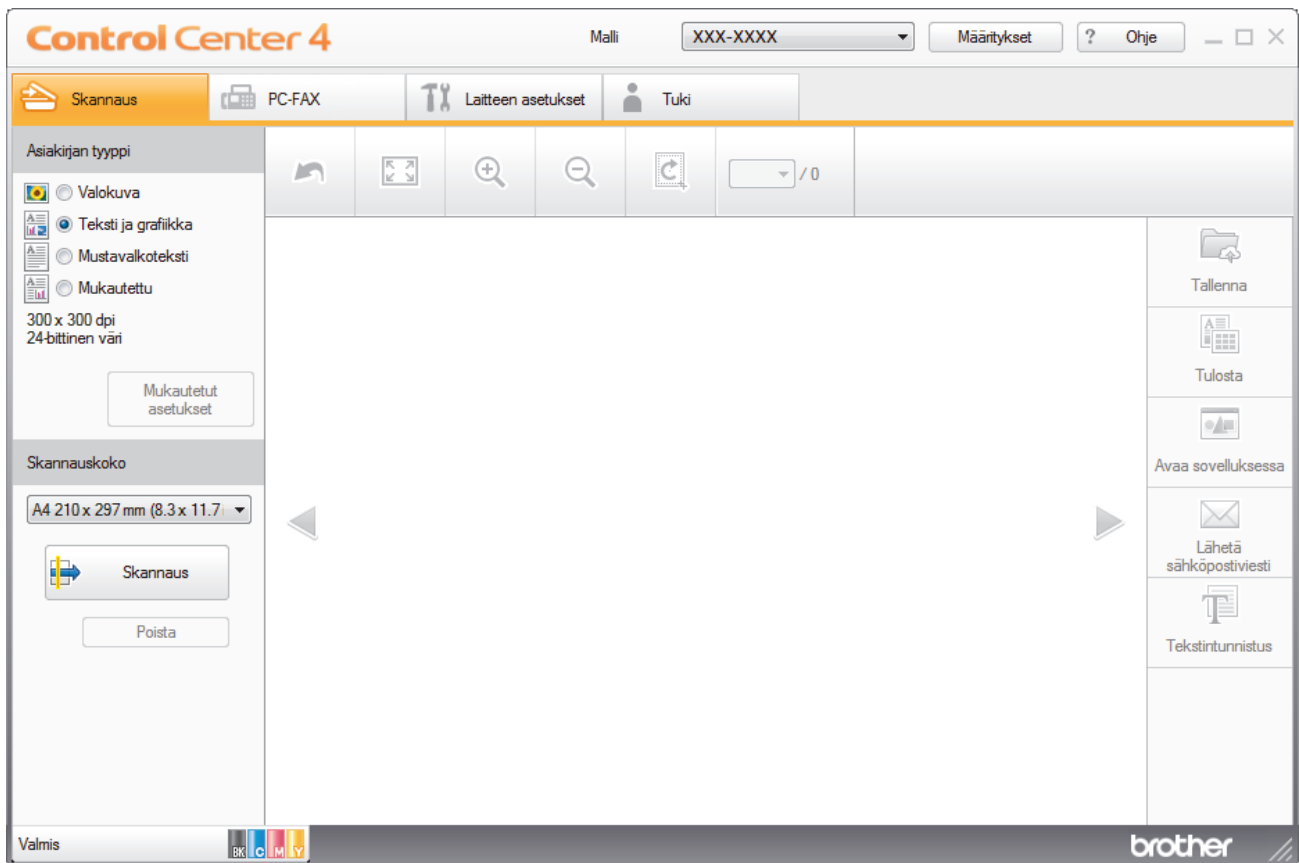 Control Center 4
Malli
XXX-XXXX
Määritykset
? Ohje
Skannaus
PC-FAX
Laitteen asetukset
Tuki
Asiakirjan tyyppi
Valokuva
Teksti ja grafiikka
Mustavalkoteksti
Mukautettu
300 x 300 dpi
24-bittinen väri
Mukautetut
asetukset
Skannauskoko
A4 210 x 297 mm (8.3 x 11.7
Skannaus
Poista
/ 0
Tallenna
Tulosta
Avaa sovelluksessa
Lähetä
sähköpostiviesti
Tekstintunnistus
Valmis
BK C M Y
brother